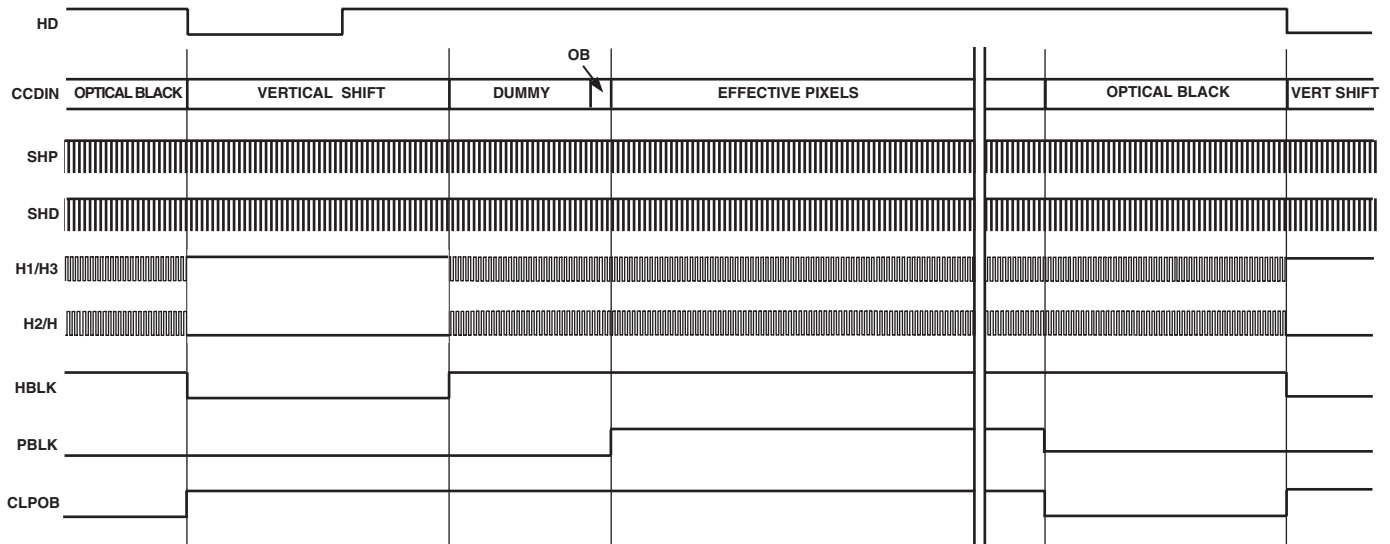 HD
OB
CCDIN OPTICAL BLACK VERTICAL SHIFT DUMMY EFFECTIVE PIXELS OPTICAL BLACK VERT SHIFT
SHP
SHD
H1/H3
H2/H
HBLK
PBLK
CLPOB